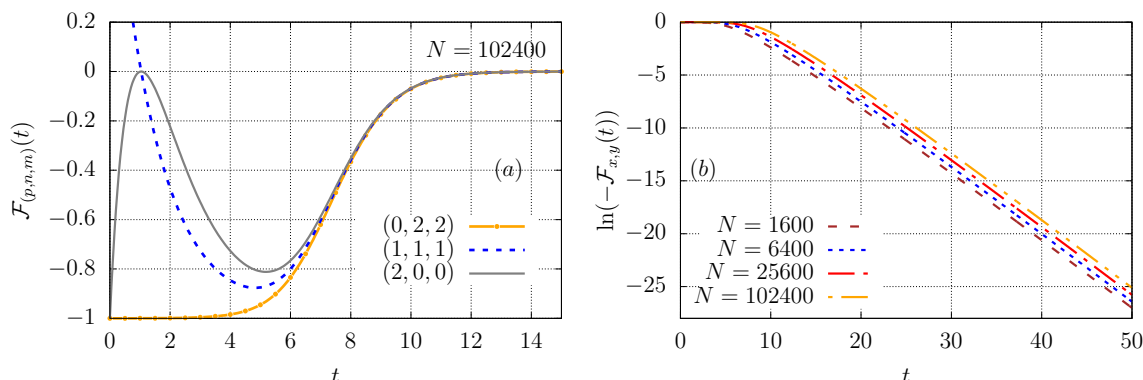 0.2
0
−0.2
−0.4
−0.6
−0.8
−1
0 2 4 6 8 10 12 14
t
F(p,n,m)(t)
N = 102400
(a)
(0, 2, 2)
(1, 1, 1)
(2, 0, 0)
0
−5
−10
−15
−20
−25
0 10 20 30 40 50
t
ln(−Fx,y(t))
(b)
N = 1600
N = 6400
N = 25600
N = 102400